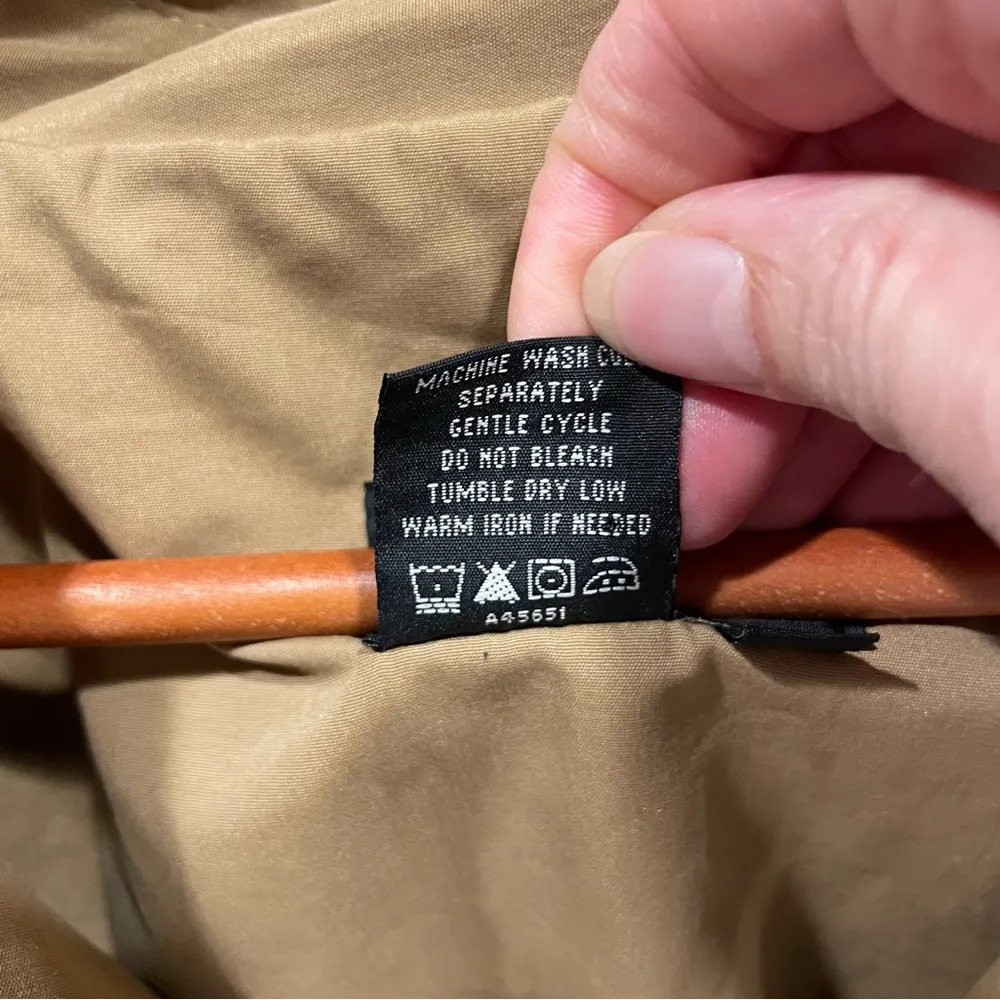 MACHINE WASH
SEPARATELY
GENTLE CYCLE
DO NOT BLEACH
TUMBLE DRY LOW
WARM IRON IF NEEDED
A45651